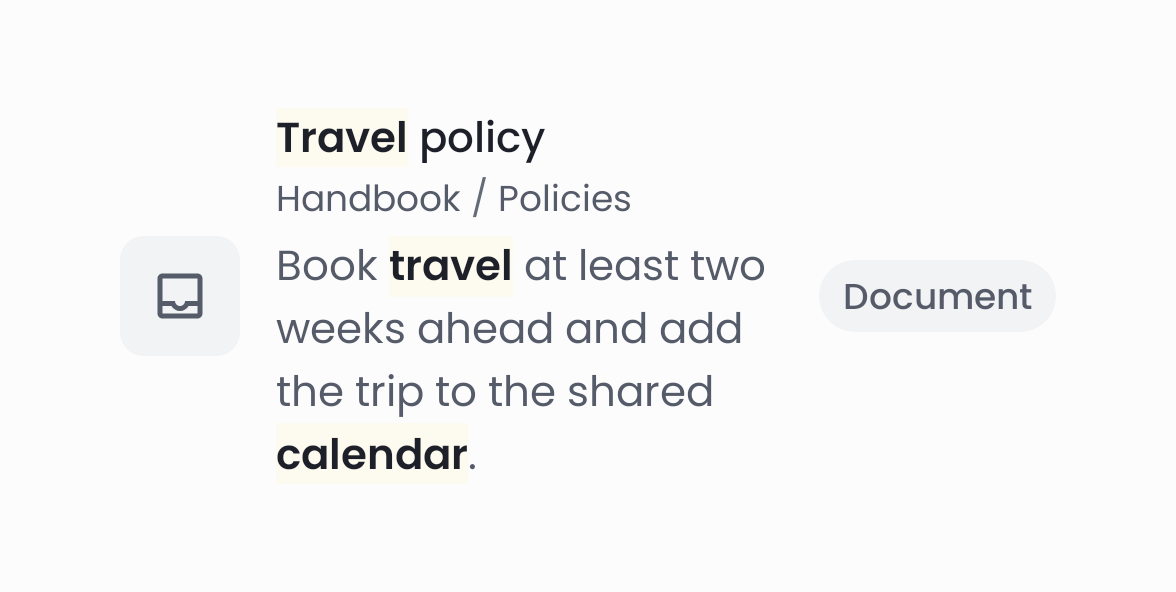 Travel policy
Handbook / Policies
Book travel at least two
weeks ahead and add
the trip to the shared
calendar.
Document